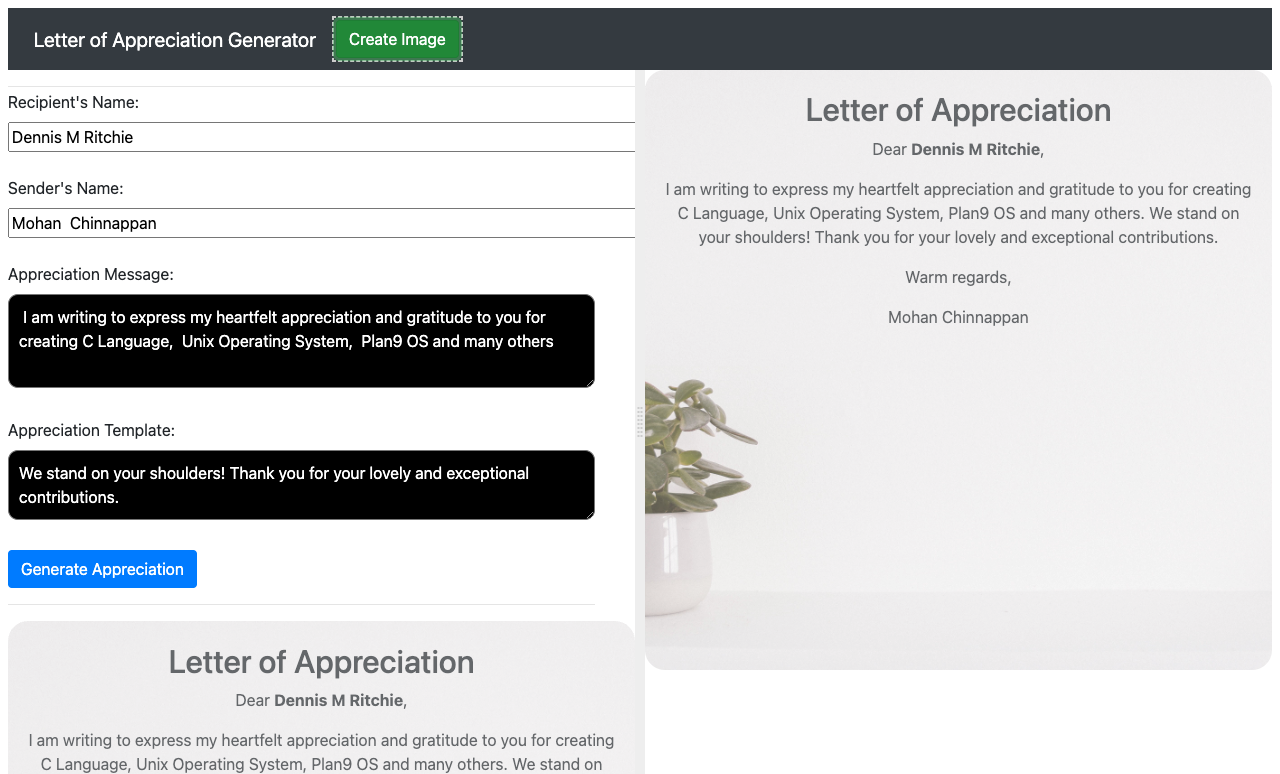 Letter of Appreciation Generator
Create Image
Recipient's Name:
Dennis M Ritchie
Sender's Name:
Mohan  Chinnappan
Appreciation Message:
I am writing to express my heartfelt appreciation and gratitude to you for
creating C Language,  Unix Operating System,  Plan9 OS and many others
Appreciation Template:
We stand on your shoulders! Thank you for your lovely and exceptional
contributions.
Generate Appreciation
Letter of Appreciation
Dear Dennis M Ritchie,
I am writing to express my heartfelt appreciation and gratitude to you for creating
C Language, Unix Operating System, Plan9 OS and many others. We stand on
Letter of Appreciation
Dear Dennis M Ritchie,
I am writing to express my heartfelt appreciation and gratitude to you for creating
C Language, Unix Operating System, Plan9 OS and many others. We stand on
your shoulders! Thank you for your lovely and exceptional contributions.
Warm regards,
Mohan Chinnappan